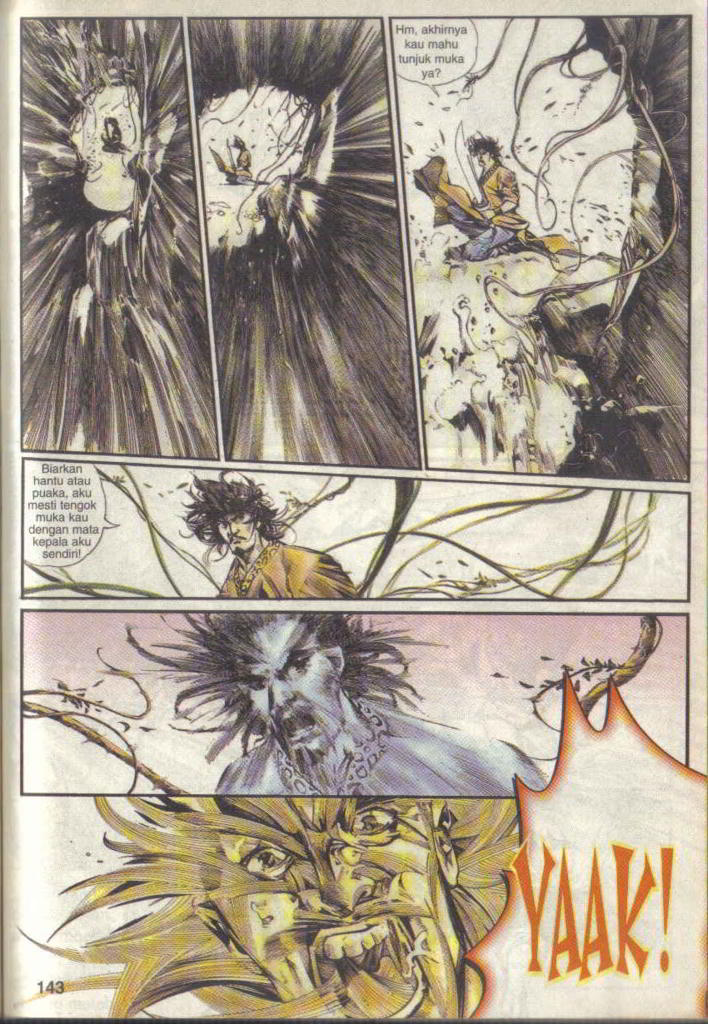 Hm, akhirnya
kau mahu
tunjuk muka
ya?
Biarkan
hantu atau
puaka, aku
mesti tengok
muka kau
dengan mata
kepala aku
sendiri!
YAAK!
143